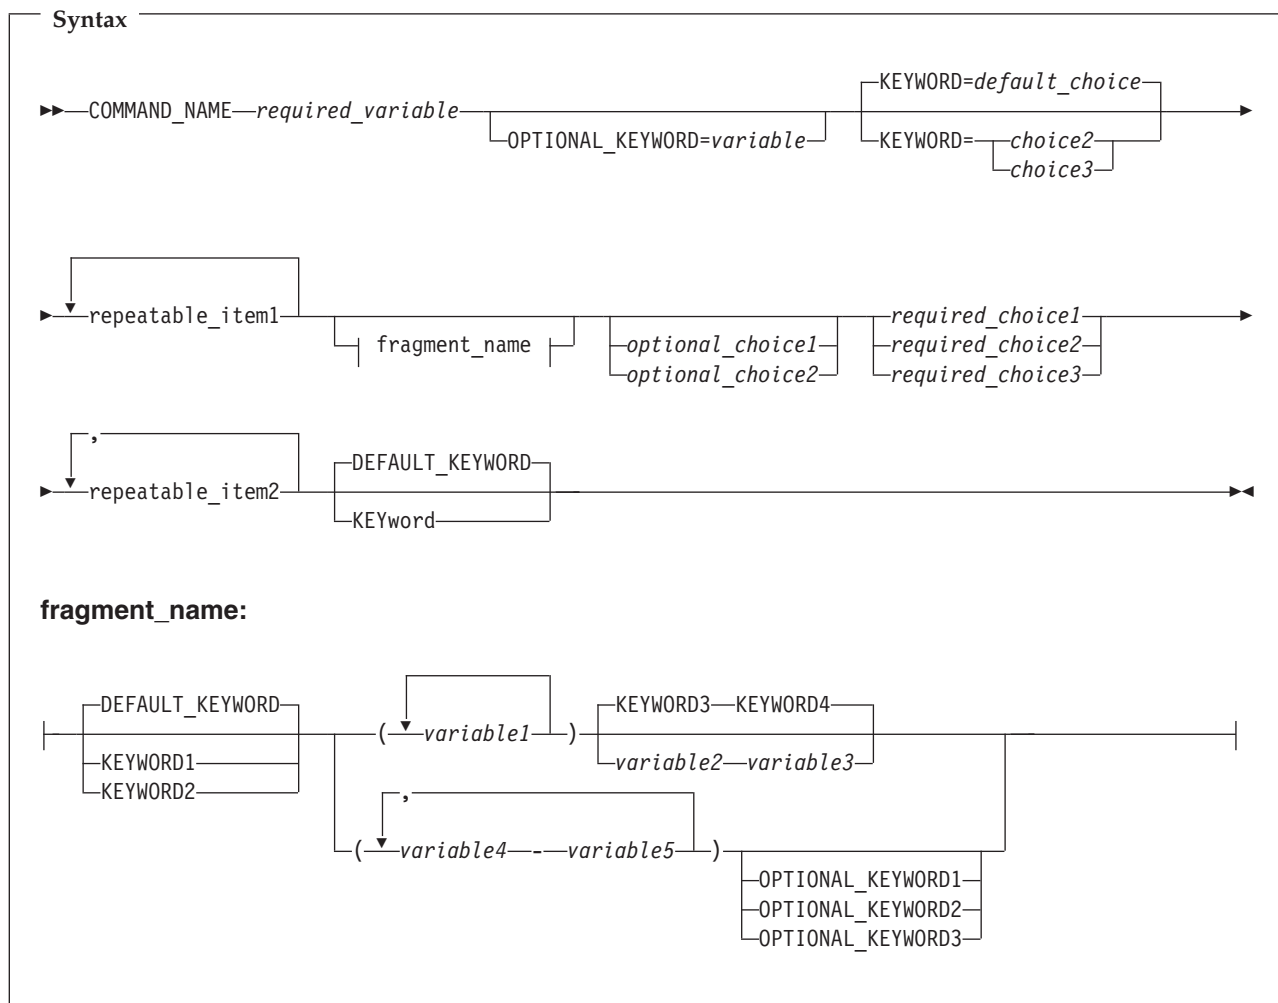 Syntax
KEYWORD=default_choice
COMMAND_NAME required_variable
OPTIONAL_KEYWORD=variable KEYWORD= choice2
choice3
repeatable_item1 required_choice1
fragment_name optional_choice1 required_choice2
optional_choice2 required_choice3
,
DEFAULT_KEYWORD
repeatable_item2
KEYword
fragment_name:
DEFAULT_KEYWORD KEYWORD3 KEYWORD4
( variable1 )
KEYWORD1 variable2 variable3
KEYWORD2
,
( variable4 - variable5 )
OPTIONAL_KEYWORD1
OPTIONAL_KEYWORD2
OPTIONAL_KEYWORD3